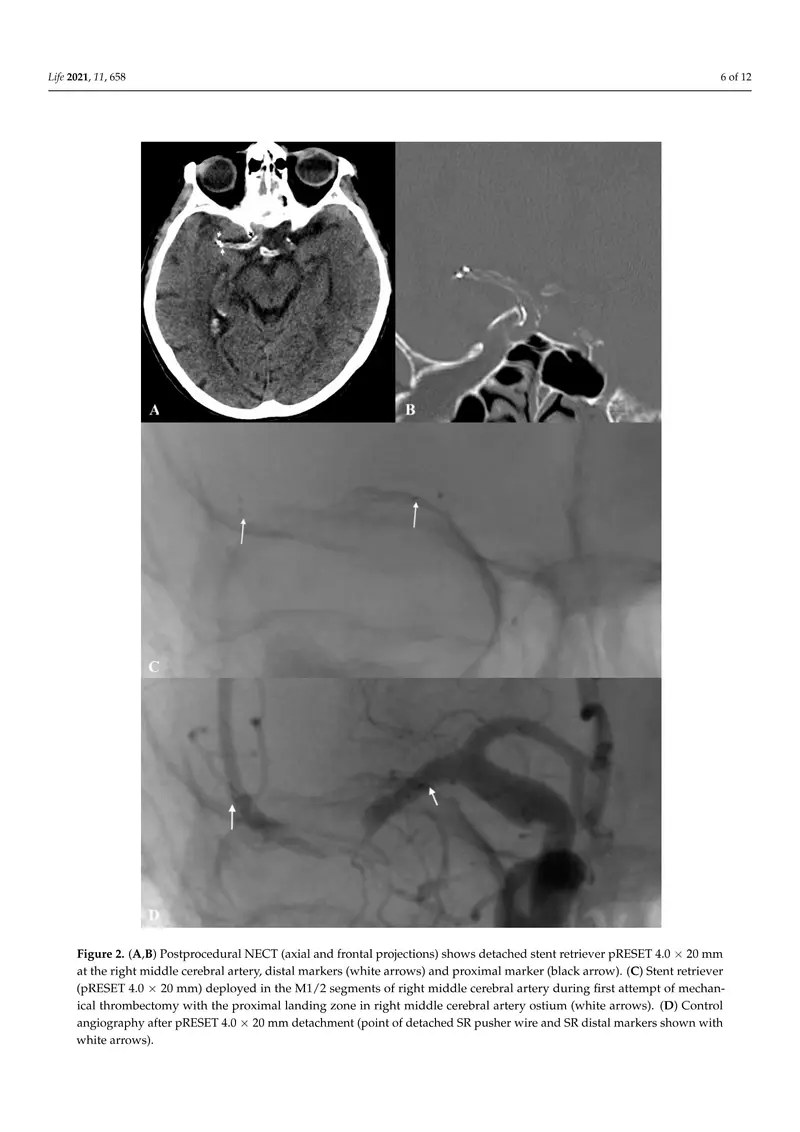 Life 2021, 11, 658
6 of 12
A
B
C
D
Figure 2. (A,B) Postprocedural NECT (axial and frontal projections) shows detached stent retriever pRESET 4.0 × 20 mm
at the right middle cerebral artery, distal markers (white arrows) and proximal marker (black arrow). (C) Stent retriever
(pRESET 4.0 × 20 mm) deployed in the M1/2 segments of right middle cerebral artery during first attempt of mechan-
ical thrombectomy with the proximal landing zone in right middle cerebral artery ostium (white arrows). (D) Control
angiography after pRESET 4.0 × 20 mm detachment (point of detached SR pusher wire and SR distal markers shown with
white arrows).